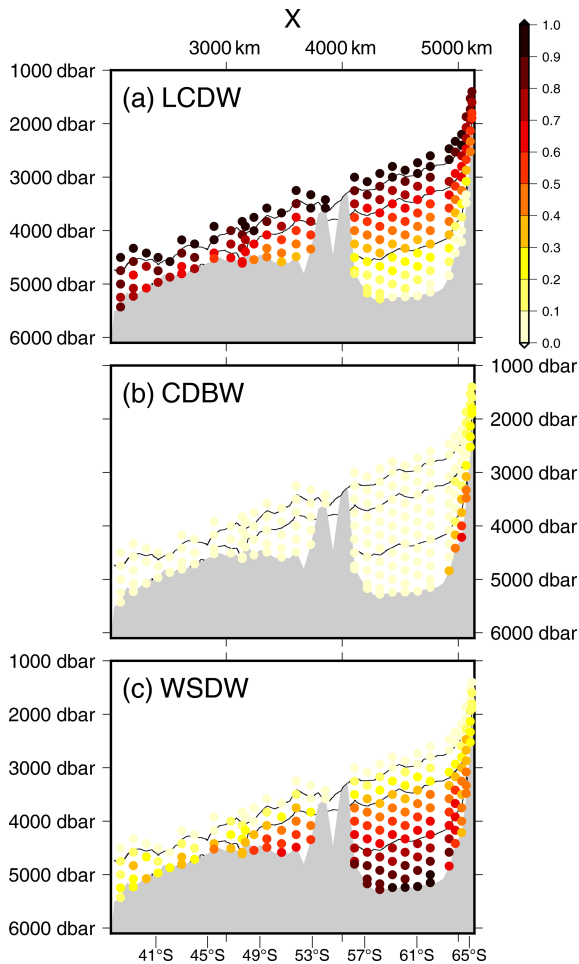 X
3000 km 4000 km 5000 km
1000 dbar
2000 dbar
3000 dbar
4000 dbar
5000 dbar
6000 dbar
(a) LCDW
1.0
0.9
0.8
0.7
0.6
0.5
0.4
0.3
0.2
0.1
0.0
(b) CDBW
1000 dbar
2000 dbar
3000 dbar
4000 dbar
5000 dbar
6000 dbar
1000 dbar
2000 dbar
3000 dbar
4000 dbar
5000 dbar
6000 dbar
(c) WSDW
41°S 45°S 49°S 53°S 57°S 61°S 65°S